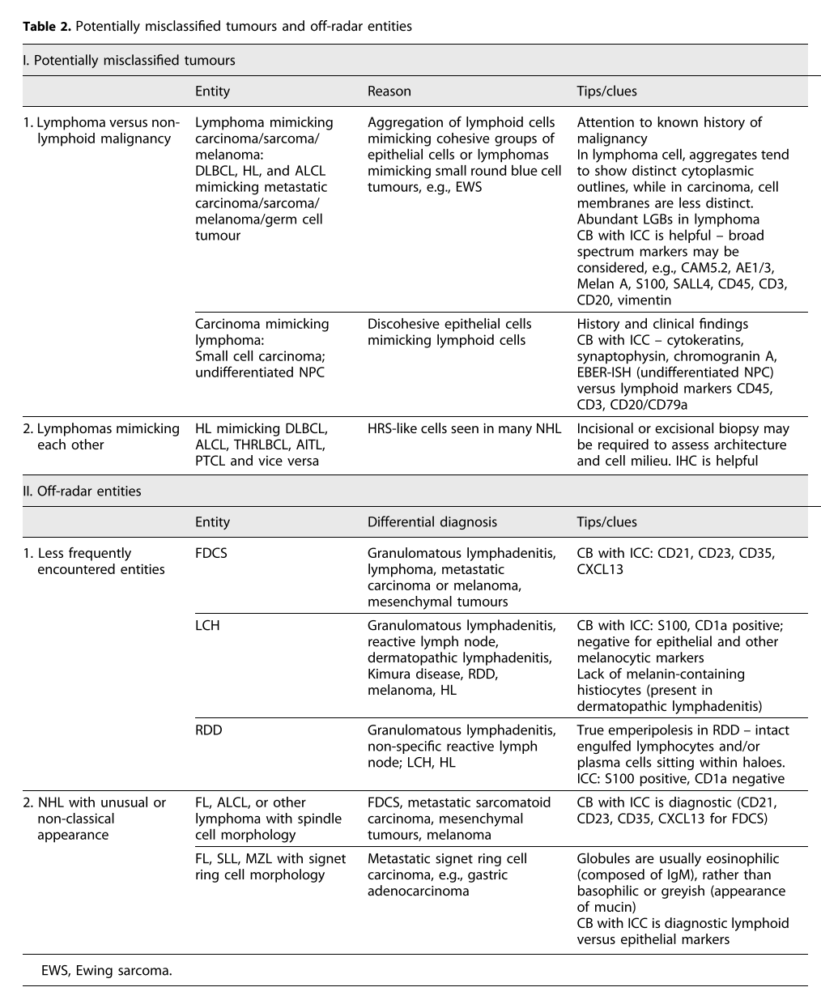 Table 2. Potentially misclassified tumours and off-radar entities
I. Potentially misclassified tumours
Entity
Reason
Tips/clues
1. Lymphoma versus non-
lymphoid malignancy
Lymphoma mimicking
carcinoma/sarcoma/
melanoma:
DLBCL, HL, and ALCL
mimicking metastatic
carcinoma/sarcoma/
melanoma/germ cell
tumour
Aggregation of lymphoid cells
mimicking cohesive groups of
epithelial cells or lymphomas
mimicking small round blue cell
tumours, e.g., EWS
Attention to known history of
malignancy
In lymphoma cell, aggregates tend
to show distinct cytoplasmic
outlines, while in carcinoma, cell
membranes are less distinct.
Abundant LGBs in lymphoma
CB with ICC is helpful – broad
spectrum markers may be
considered, e.g., CAM5.2, AE1/3,
Melan A, S100, SALL4, CD45, CD3,
CD20, vimentin
Carcinoma mimicking
lymphoma:
Small cell carcinoma;
undifferentiated NPC
Discohesive epithelial cells
mimicking lymphoid cells
History and clinical findings
CB with ICC – cytokeratins,
synaptophysin, chromogranin A,
EBER-ISH (undifferentiated NPC)
versus lymphoid markers CD45,
CD3, CD20/CD79a
2. Lymphomas mimicking
each other
HL mimicking DLBCL,
ALCL, THRLBCL, AITL,
PTCL and vice versa
HRS-like cells seen in many NHL
Incisional or excisional biopsy may
be required to assess architecture
and cell milieu. IHC is helpful
II. Off-radar entities
Entity
Differential diagnosis
Tips/clues
1. Less frequently
encountered entities
FDCS
Granulomatous lymphadenitis,
lymphoma, metastatic
carcinoma or melanoma,
mesenchymal tumours
CB with ICC: CD21, CD23, CD35,
CXCL13
LCH
Granulomatous lymphadenitis,
reactive lymph node,
dermatopathic lymphadenitis,
Kimura disease, RDD,
melanoma, HL
CB with ICC: S100, CD1a positive;
negative for epithelial and other
melanocytic markers
Lack of melanin-containing
histiocytes (present in
dermatopathic lymphadenitis)
RDD
Granulomatous lymphadenitis,
non-specific reactive lymph
node; LCH, HL
True emperipolesis in RDD – intact
engulfed lymphocytes and/or
plasma cells sitting within haloes.
ICC: S100 positive, CD1a negative
2. NHL with unusual or
non-classical
appearance
FL, ALCL, or other
lymphoma with spindle
cell morphology
FDCS, metastatic sarcomatoid
carcinoma, mesenchymal
tumours, melanoma
CB with ICC is diagnostic (CD21,
CD23, CD35, CXCL13 for FDCS)
FL, SLL, MZL with signet
ring cell morphology
Metastatic signet ring cell
carcinoma, e.g., gastric
adenocarcinoma
Globules are usually eosinophilic
(composed of IgM), rather than
basophilic or greyish (appearance
of mucin)
CB with ICC is diagnostic lymphoid
versus epithelial markers
EWS, Ewing sarcoma.